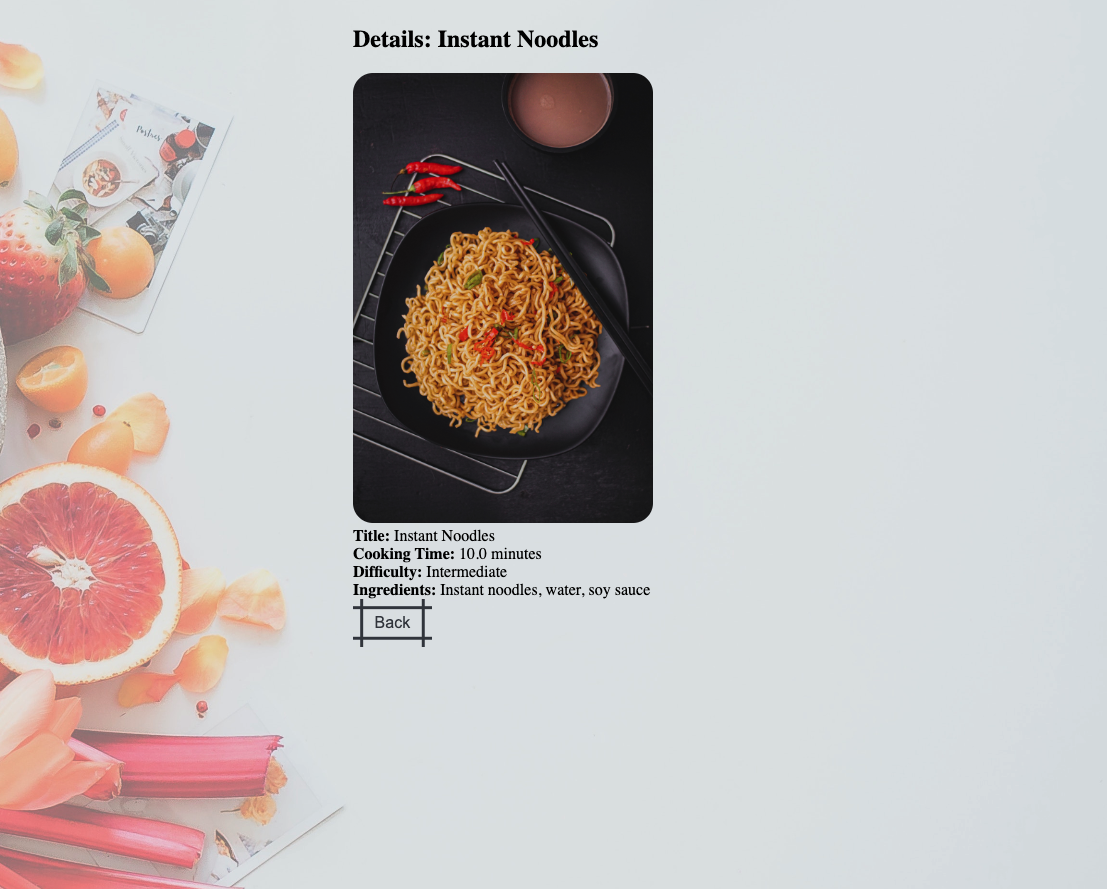 Details: Instant Noodles
Title: Instant Noodles
Cooking Time: 10.0 minutes
Difficulty: Intermediate
Ingredients: Instant noodles, water, soy sauce
Back